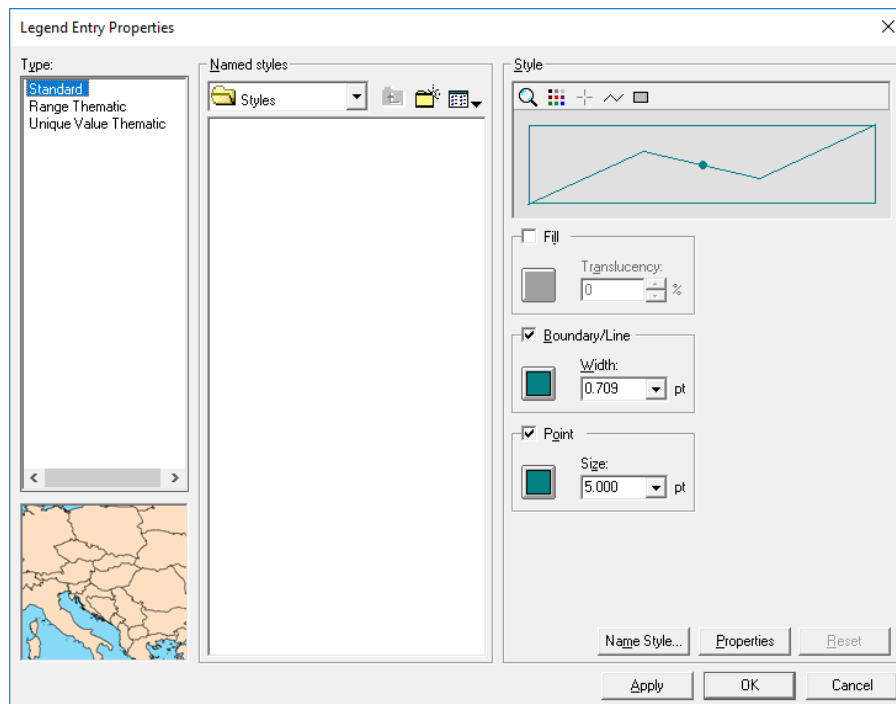 Legend Entry Properties
Type:
Standard
Range Thematic
Unique Value Thematic
Named styles
Styles
Style
Fill
Translucency:
0 %
Boundary/Line
Width:
0.709 pt
Point
Size:
5.000 pt
Name Style... Properties Reset
Apply OK Cancel